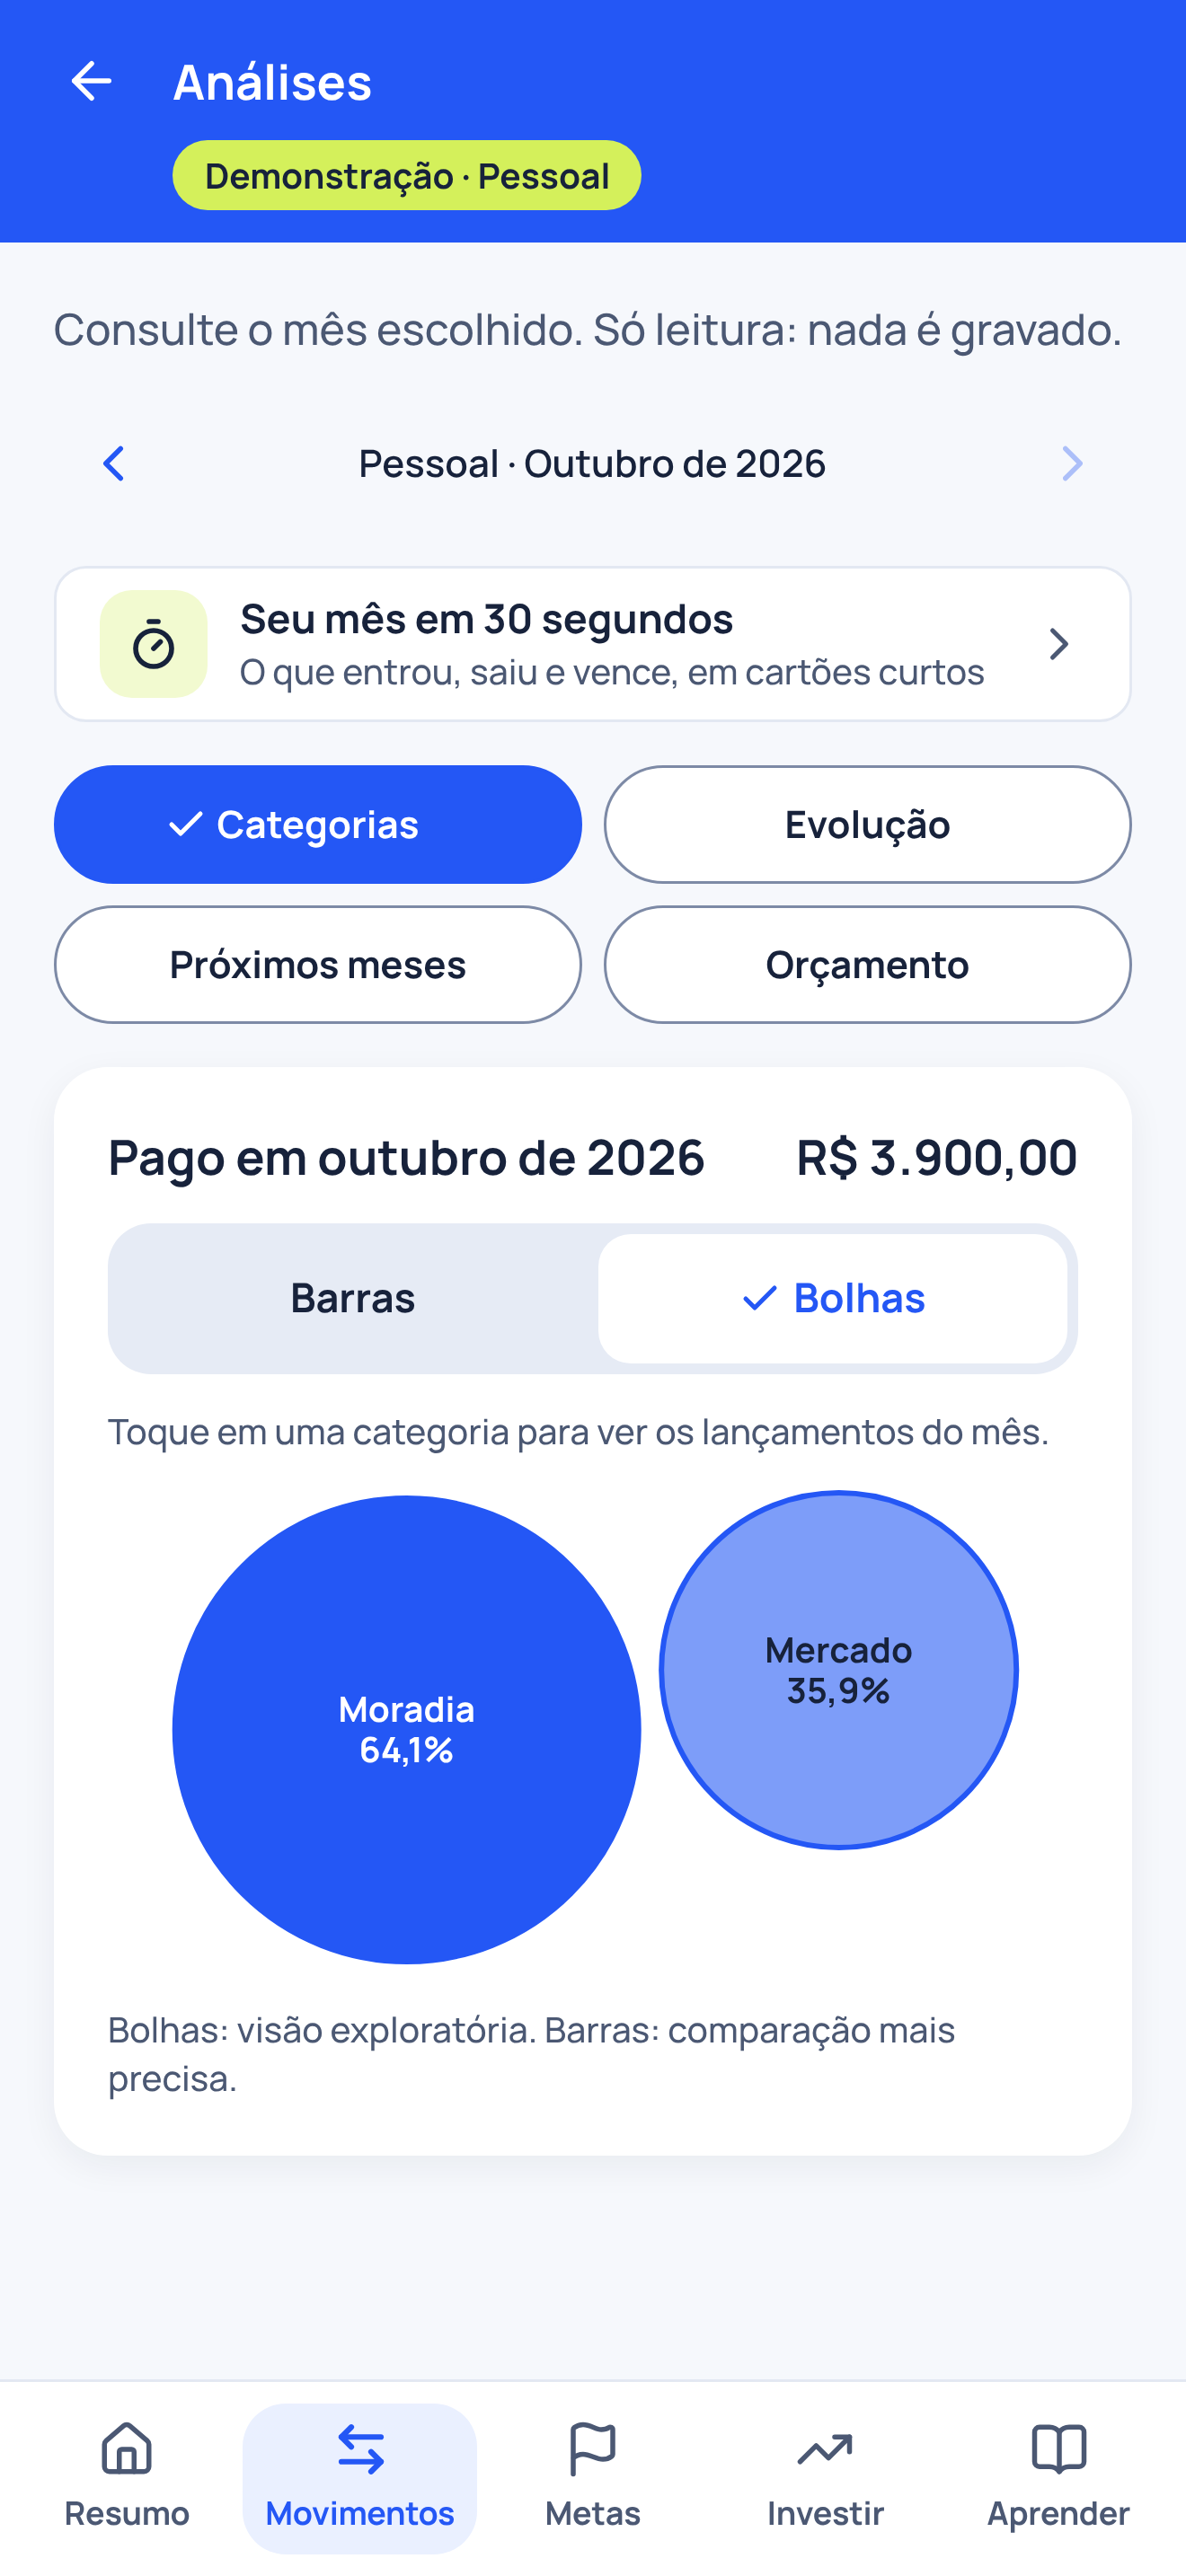 Análises
Demonstração · Pessoal
Consulte o mês escolhido. Só leitura: nada é gravado.
Pessoal · Outubro de 2026
Seu mês em 30 segundos
O que entrou, saiu e vence, em cartões curtos
Categorias
Evolução
Próximos meses
Orçamento
Pago em outubro de 2026
R$ 3.900,00
Barras
Bolhas
Toque em uma categoria para ver os lançamentos do mês.
Moradia
64,1%
Mercado
35,9%
Bolhas: visão exploratória. Barras: comparação mais
precisa.
Resumo
Movimentos
Metas
Investir
Aprender